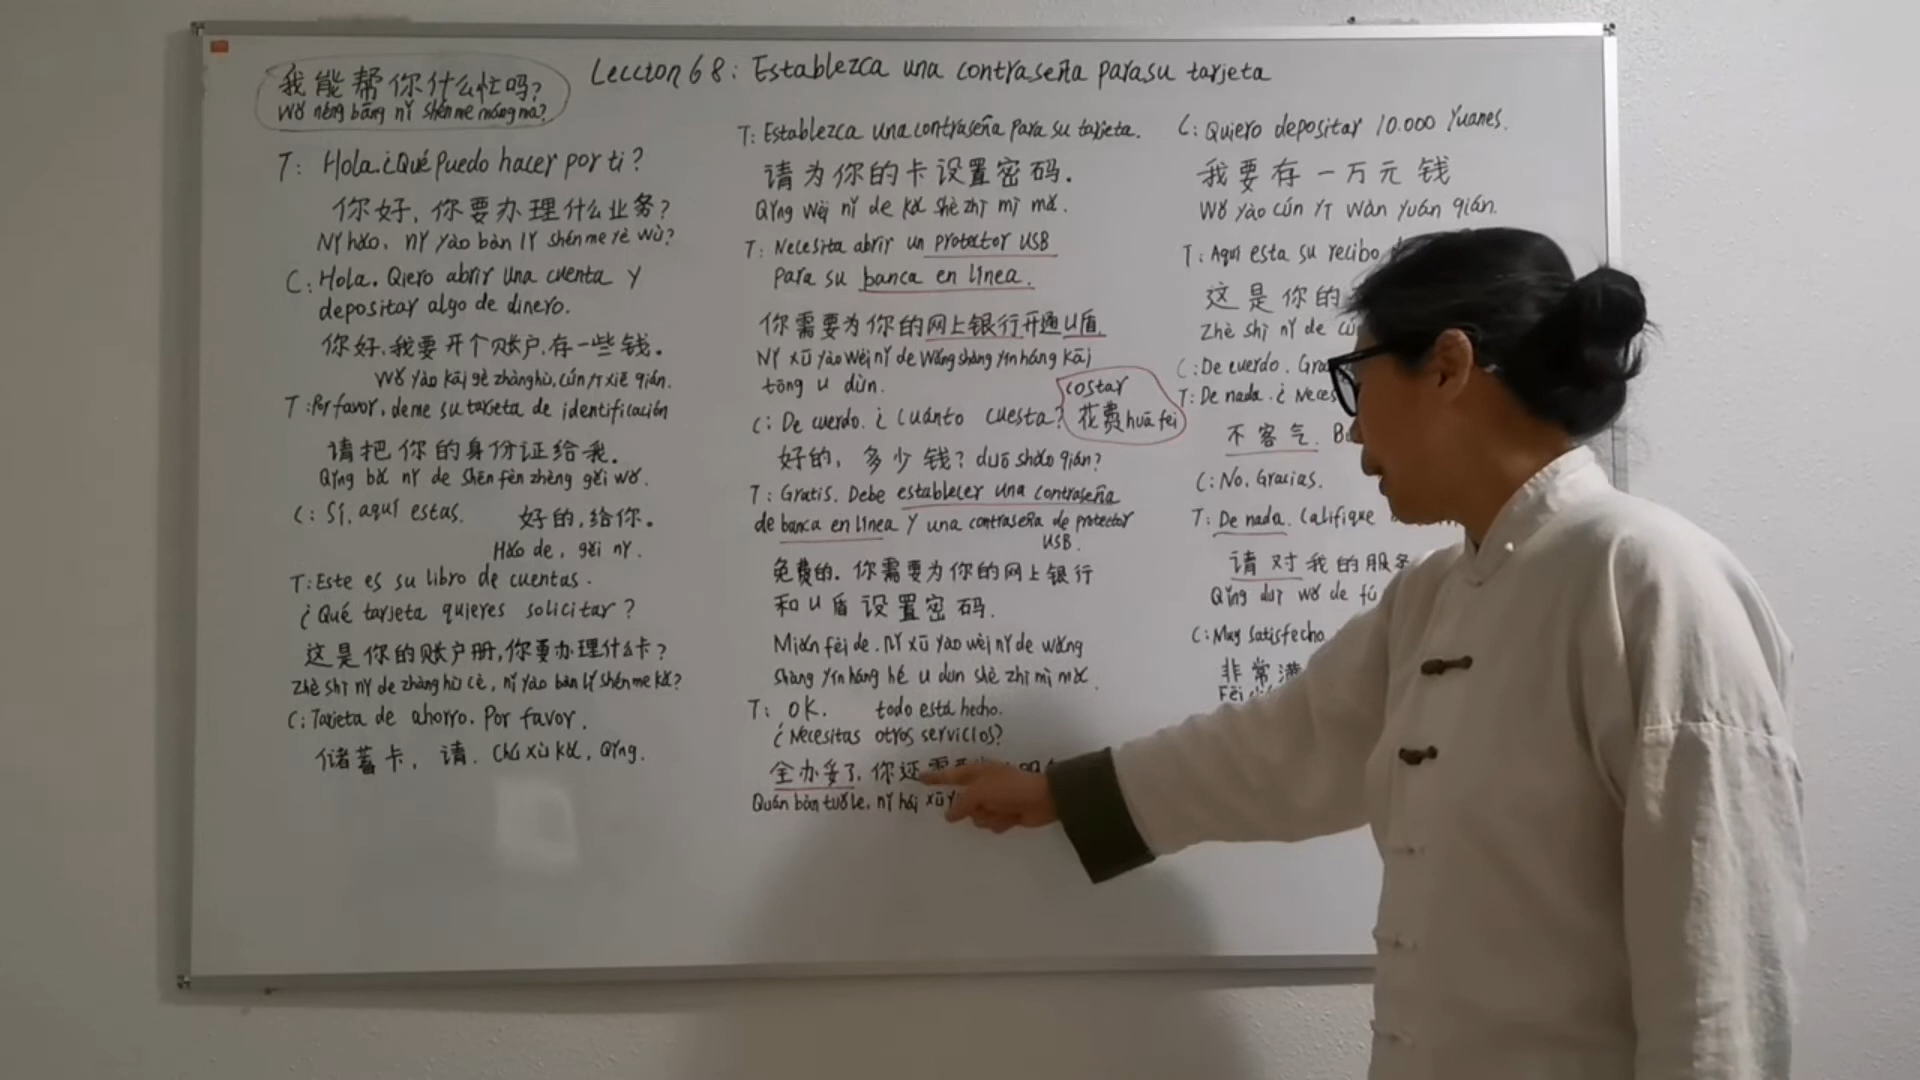 Leccion 68: Establezca una contraseña para su tarjeta
我能帮你什么忙吗?
Wǒ néng bāng nǐ shén me máng ma?
T: Hola. ¿Qué puedo hacer por ti?
你好, 你要办理什么业务?
Nǐ hǎo, nǐ yào bàn lǐ shén me yè wù?
C: Hola. Qiero abrir una cuenta y
depositar algo de dinero.
你好, 我要开个账户, 存一些钱。
Wǒ yào kāi gè zhàng hù, cún yī xiē qián.
T: Por favor, deme su tarjeta de identificación
请把你的身份证给我。
Qǐng bǎ nǐ de shēn fèn zhèng gěi wǒ.
C: Sí, aquí estas. 好的, 给你。
Hǎo de, gěi nǐ.
T: Este es su libro de cuentas.
¿Qué tarjeta quieres solicitar?
这是你的账户册, 你要办理什么卡?
Zhè shì nǐ de zhàng hù cè, nǐ yào bàn lǐ shén me kǎ?
C: Tarjeta de ahorro. Por favor.
储蓄卡, 请. Chǔ xù kǎ, Qǐng.
T: Establezca una contraseña para su tarjeta.
请为你的卡设置密码.
Qǐng wèi nǐ de kǎ shè zhì mì mǎ.
T: Necesita abrir un protector USB
para su banca en línea.
你需要为你的网上银行开通U盾.
Nǐ xū yào wèi nǐ de wǎng shàng yín háng kāi
tōng u dùn.
costar
C: De cuerdo. ¿cuánto cuesta? 花费 huā fei
好的, 多少钱? duō shǎo qián?
T: Gratis. Debe establecer una contraseña
de banca en línea y una contraseña de protector
USB.
免费的. 你需要为你的网上银行
和U盾设置密码.
Miǎn fèi de. Nǐ xū yào wèi nǐ de wǎng
shàng yín háng hé u dùn shè zhì mì mǎ.
T: OK. todo está hecho.
¿Necesitas otros servicios?
全办妥了, 你还需
Quán bàn tuǒ le, nǐ hái xū
C: Quiero depositar 10.000 Yuanes.
我要存一万元钱
Wǒ yào cún yī wàn yuán qián.
T: Aquí esta su recibo
这是你的
Zhè shì nǐ de cú
C: De cuerdo. Grac
T: De nada. ¿Neces
不客气.
C: No, Gracias.
T: De nada. Califique
请对我的服务
Qǐng duì wǒ de fú
C: Muy satisfecho
非常满
Fēi